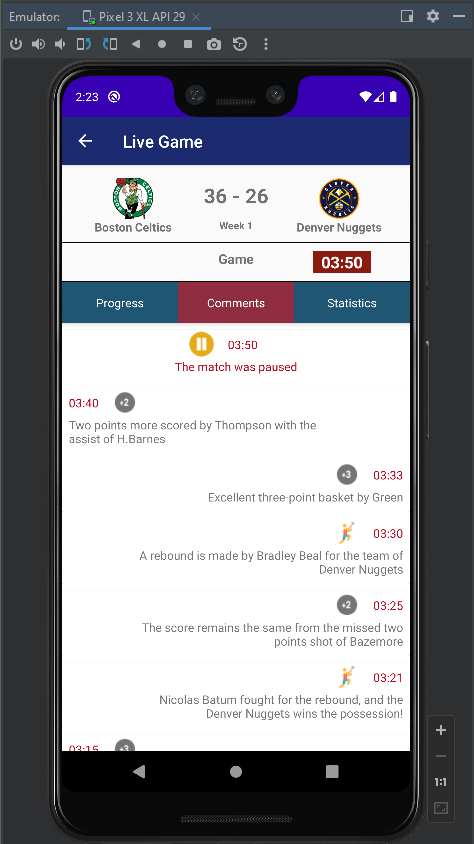 Emulator: Pixel 3 XL API 29
2:23
Live Game
36 - 26
Boston Celtics Week 1 Denver Nuggets
Game 03:50
Progress Comments Statistics
03:50
The match was paused
03:40 +2
Two points more scored by Thompson with the
assist of H.Barnes
+3 03:33
Excellent three-point basket by Green
03:30
A rebound is made by Bradley Beal for the team of
Denver Nuggets
+2 03:25
The score remains the same from the missed two
points shot of Bazemore
03:21
Nicolas Batum fought for the rebound, and the
Denver Nuggets wins the possession!
03:15 +3
1:1